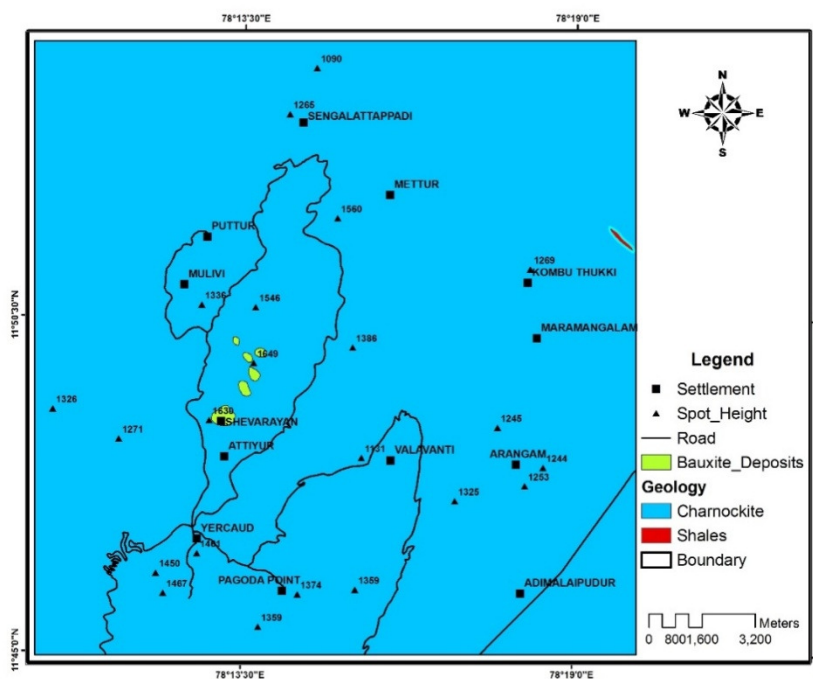 78°13'30"E
78°19'0"E
1090
1265
SENGALATTAPPADI
METTUR
1560
PUTTUR
1269
KOMBU THUKKI
MULIVI
1336
1546
11°50'30"N
MARAMANGALAM
1386
1649
1326
1630
SHEVARAYAN
1271
1245
ATTIYUR
1131
VALAVANTI
ARANGAM
1244
1253
1325
YERCAUD
1461
1450
1467
PAGODA POINT
1374
1359
ADIMALAIPUDUR
1359
11°45'0"N
78°13'30"E
78°19'0"E
N
W
E
S
Legend
Settlement
Spot_Height
Road
Bauxite_Deposits
Geology
Charnockite
Shales
Boundary
Meters
0 8001,600 3,200